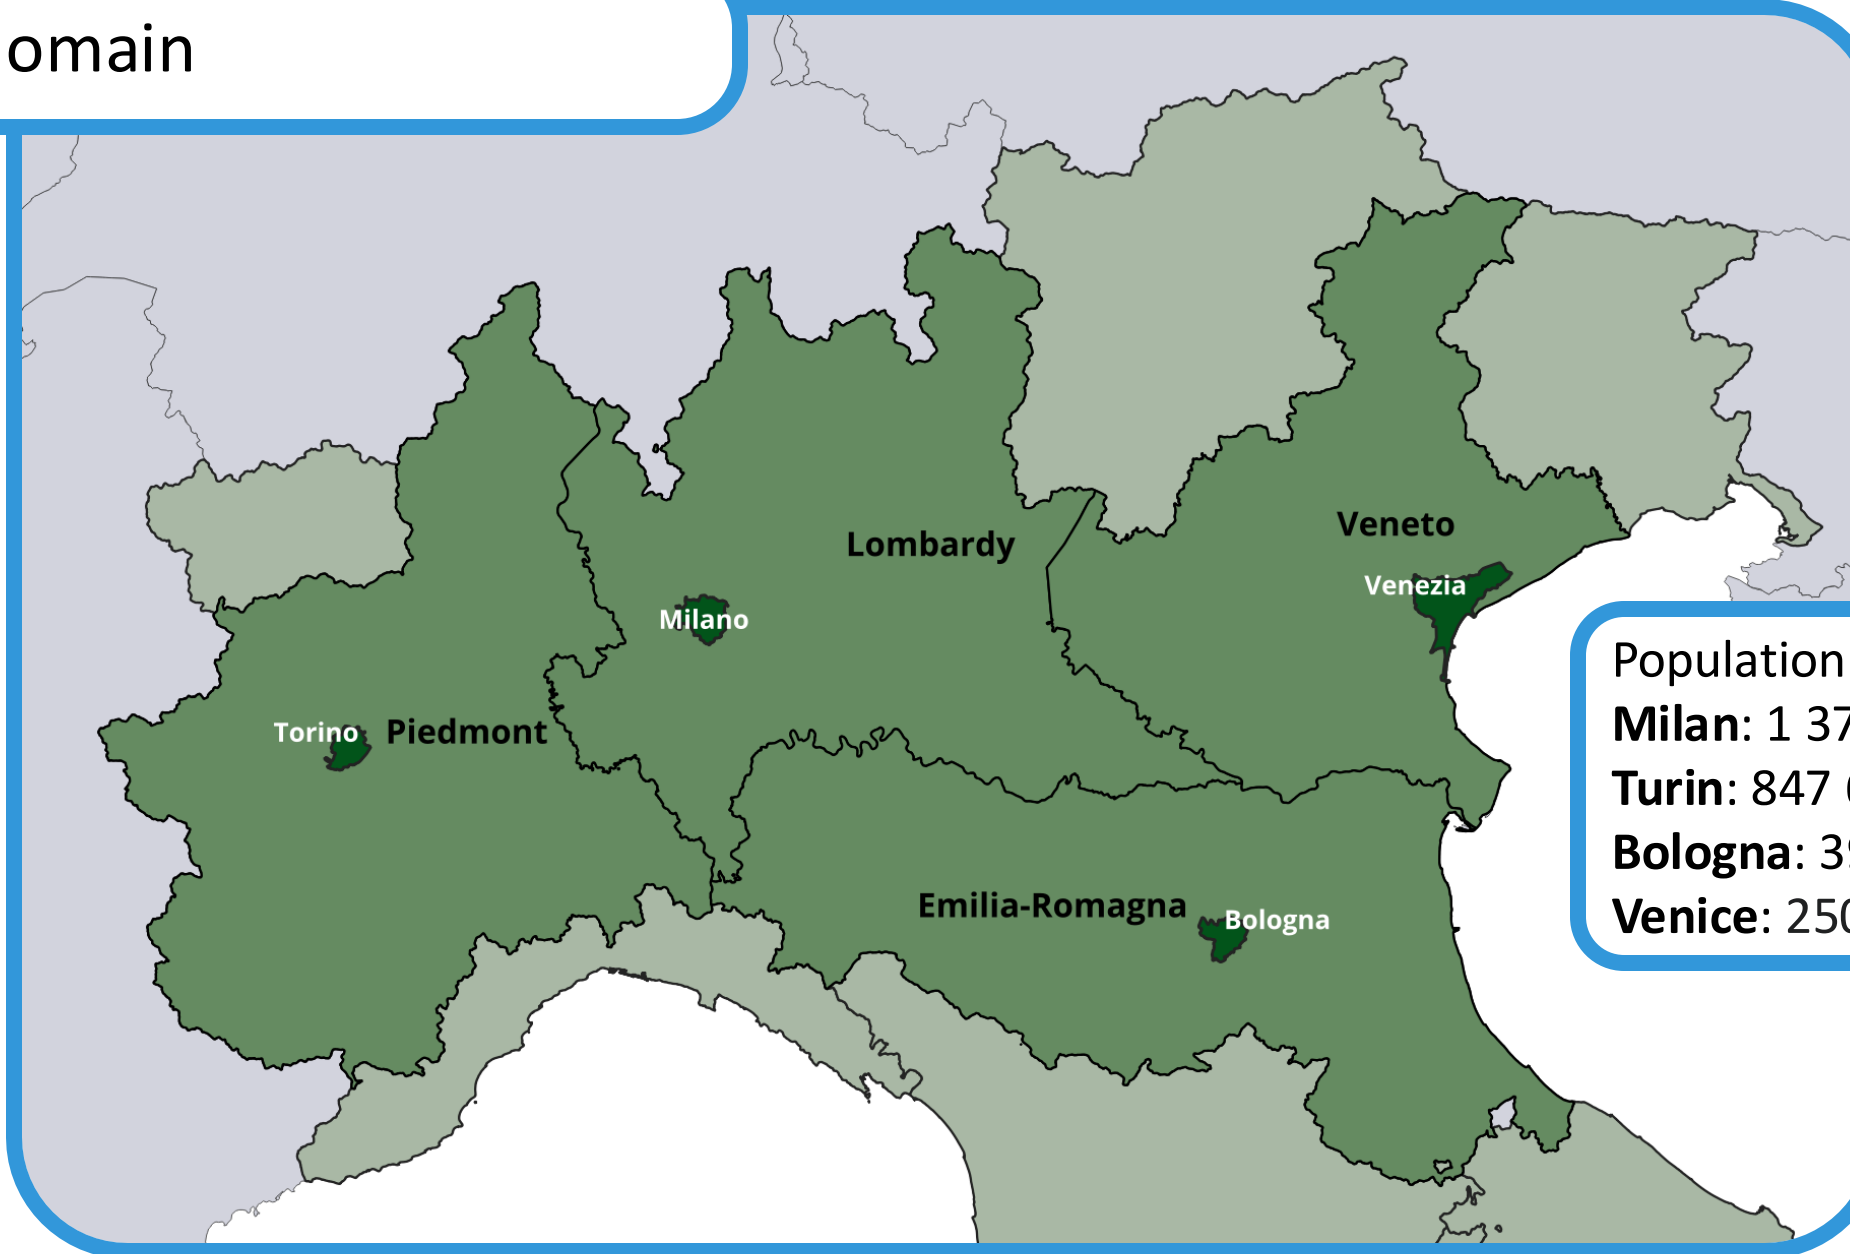 omain
Veneto
Lombardy
Venezia
Milano
Torino
Piedmont
Emilia-Romagna
Bologna
Population
Milan: 1 37
Turin: 847
Bologna: 39
Venice: 250